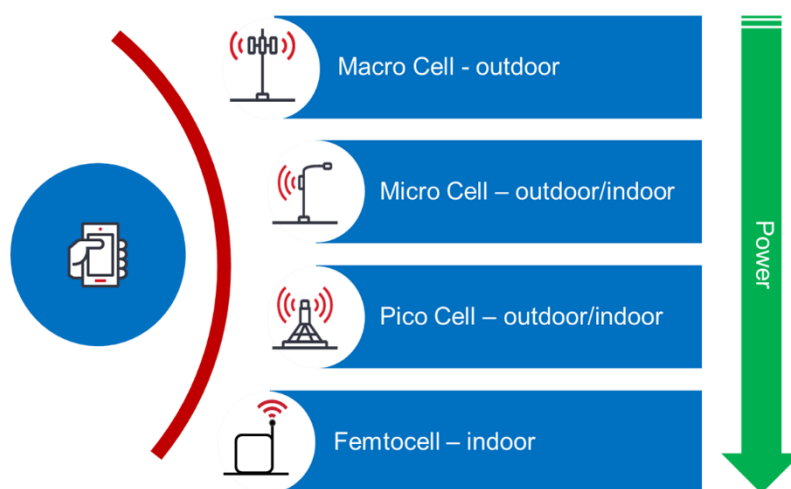 Macro Cell - outdoor
Micro Cell – outdoor/indoor
Pico Cell – outdoor/indoor
Femtocell – indoor
Power